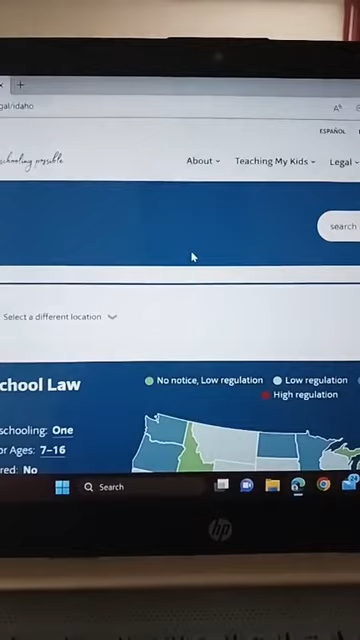 gal/idaho
ESPAÑOL
schooling possible
About
Teaching My Kids
Legal
search
Select a different location
chool Law
No notice, Low regulation
Low regulation
High regulation
schooling: One
or Ages: 7–16
red: No
Search
hp